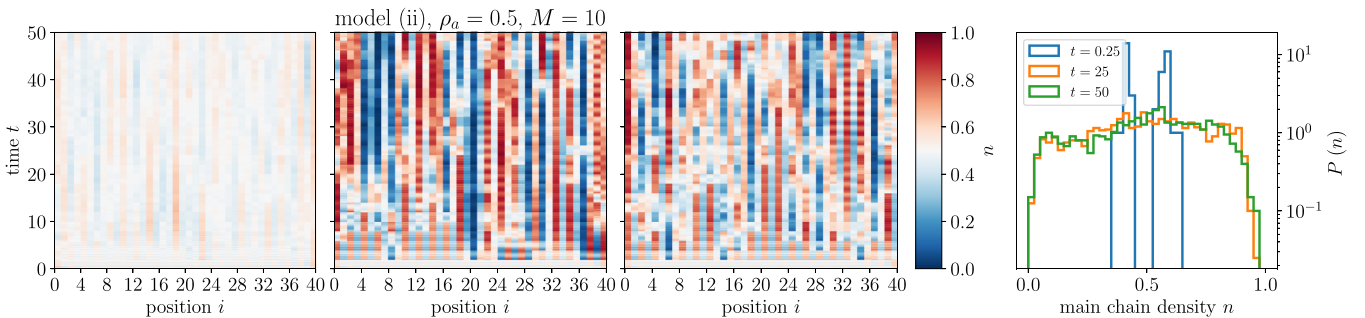 model (ii), ρ_a = 0.5, M = 10
50
40
30
20
10
0
time t
0 4 8 12 16 20 24 28 32 36 40
position i
0 4 8 12 16 20 24 28 32 36 40
position i
0 4 8 12 16 20 24 28 32 36 40
position i
1.0
0.8
0.6
0.4
0.2
0.0
n
t = 0.25
t = 25
t = 50
10^1
10^0
10^−1
P (n)
0.0 0.5 1.0
main chain density n